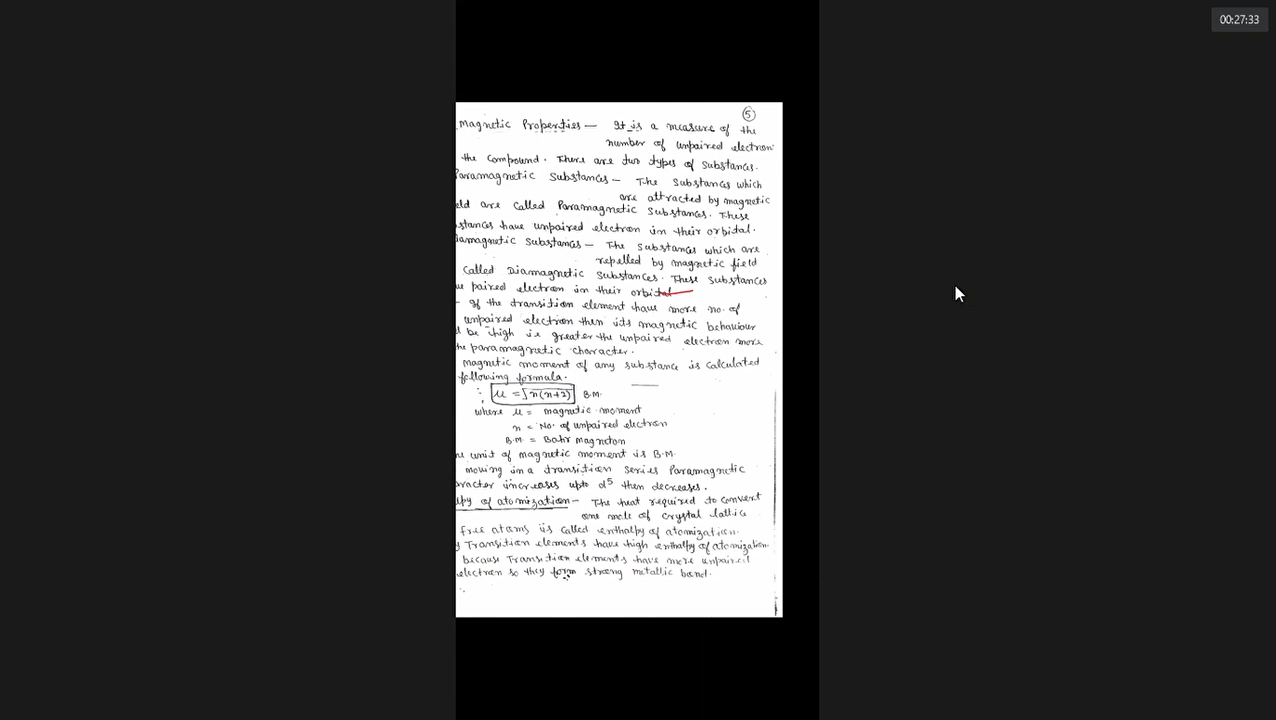 00:27:33
5
Magnetic Properties — It is a measure of the
number of unpaired electron
the compound. There are two types of substances.
Paramagnetic Substances — The Substances which
are attracted by magnetic
eld are called Paramagnetic Substances. These
stances have unpaired electron in their orbital.
iamagnetic Substances — The Substances which are
repelled by magnetic field
called Diamagnetic Substances. These Substances
paired electron in their orbital
- If the transition element have more no. of
unpaired electron then its magnetic behaviour
be high i.e greater the unpaired electron more
he paramagnetic character.
magnetic moment of any substance is calculated
following formula.
∴ μ = √n(n+2) B.M.
where μ = magnetic moment
n = No. of unpaired electron
B.M. = Bohr magneton
unit of magnetic moment is B.M.
moving in a transition series Paramagnetic
racter increases upto d5 then decreases.
lpy of atomization — The heat required to convert
one mole of crystal lattice
free atoms is called enthalpy of atomization.
Transition elements have high enthalpy of atomization
because Transition elements have more unpaired
electron so they form strong metallic bond.